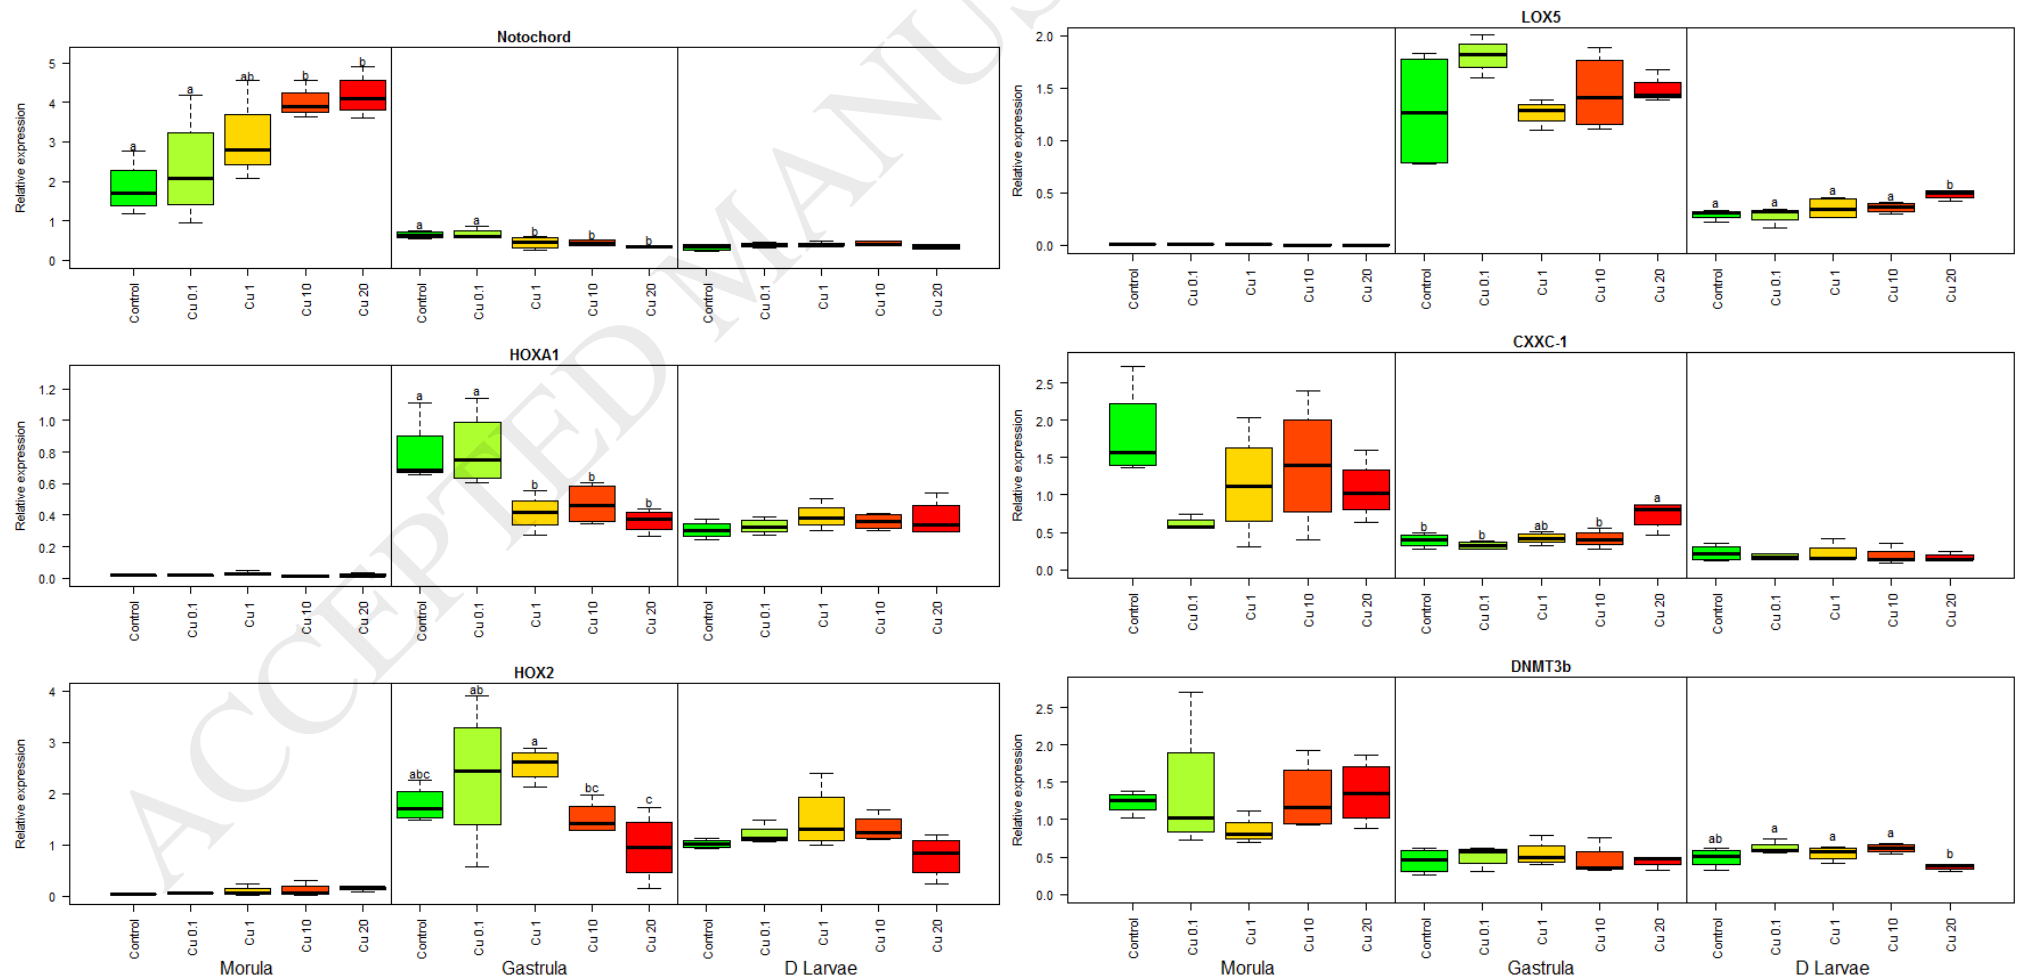 ACCEPTED MANUS
Notochord
Relative expression
5
4
3
2
1
0
a
a
ab
b
b
a
a
b
b
b
Control
Cu 0.1
Cu 1
Cu 10
Cu 20
Control
Cu 0.1
Cu 1
Cu 10
Cu 20
Control
Cu 0.1
Cu 1
Cu 10
Cu 20
LOX5
Relative expression
2.0
1.5
1.0
0.5
0.0
a
a
a
a
b
Control
Cu 0.1
Cu 1
Cu 10
Cu 20
Control
Cu 0.1
Cu 1
Cu 10
Cu 20
Control
Cu 0.1
Cu 1
Cu 10
Cu 20
HOXA1
Relative expression
1.2
1.0
0.8
0.6
0.4
0.2
0.0
a
a
b
b
b
Control
Cu 0.1
Cu 1
Cu 10
Cu 20
Control
Cu 0.1
Cu 1
Cu 10
Cu 20
Control
Cu 0.1
Cu 1
Cu 10
Cu 20
CXXC-1
Relative expression
2.5
2.0
1.5
1.0
0.5
0.0
b
b
ab
b
a
Control
Cu 0.1
Cu 1
Cu 10
Cu 20
Control
Cu 0.1
Cu 1
Cu 10
Cu 20
Control
Cu 0.1
Cu 1
Cu 10
Cu 20
HOX2
Relative expression
4
3
2
1
0
abc
ab
a
bc
c
Control
Cu 0.1
Cu 1
Cu 10
Cu 20
Control
Cu 0.1
Cu 1
Cu 10
Cu 20
Control
Cu 0.1
Cu 1
Cu 10
Cu 20
Morula
Gastrula
D Larvae
DNMT3b
Relative expression
2.5
2.0
1.5
1.0
0.5
0.0
ab
a
a
a
b
Control
Cu 0.1
Cu 1
Cu 10
Cu 20
Control
Cu 0.1
Cu 1
Cu 10
Cu 20
Control
Cu 0.1
Cu 1
Cu 10
Cu 20
Morula
Gastrula
D Larvae